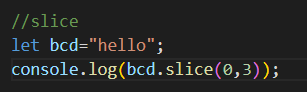 //slice
let bcd="hello";
console.log(bcd.slice(0,3));